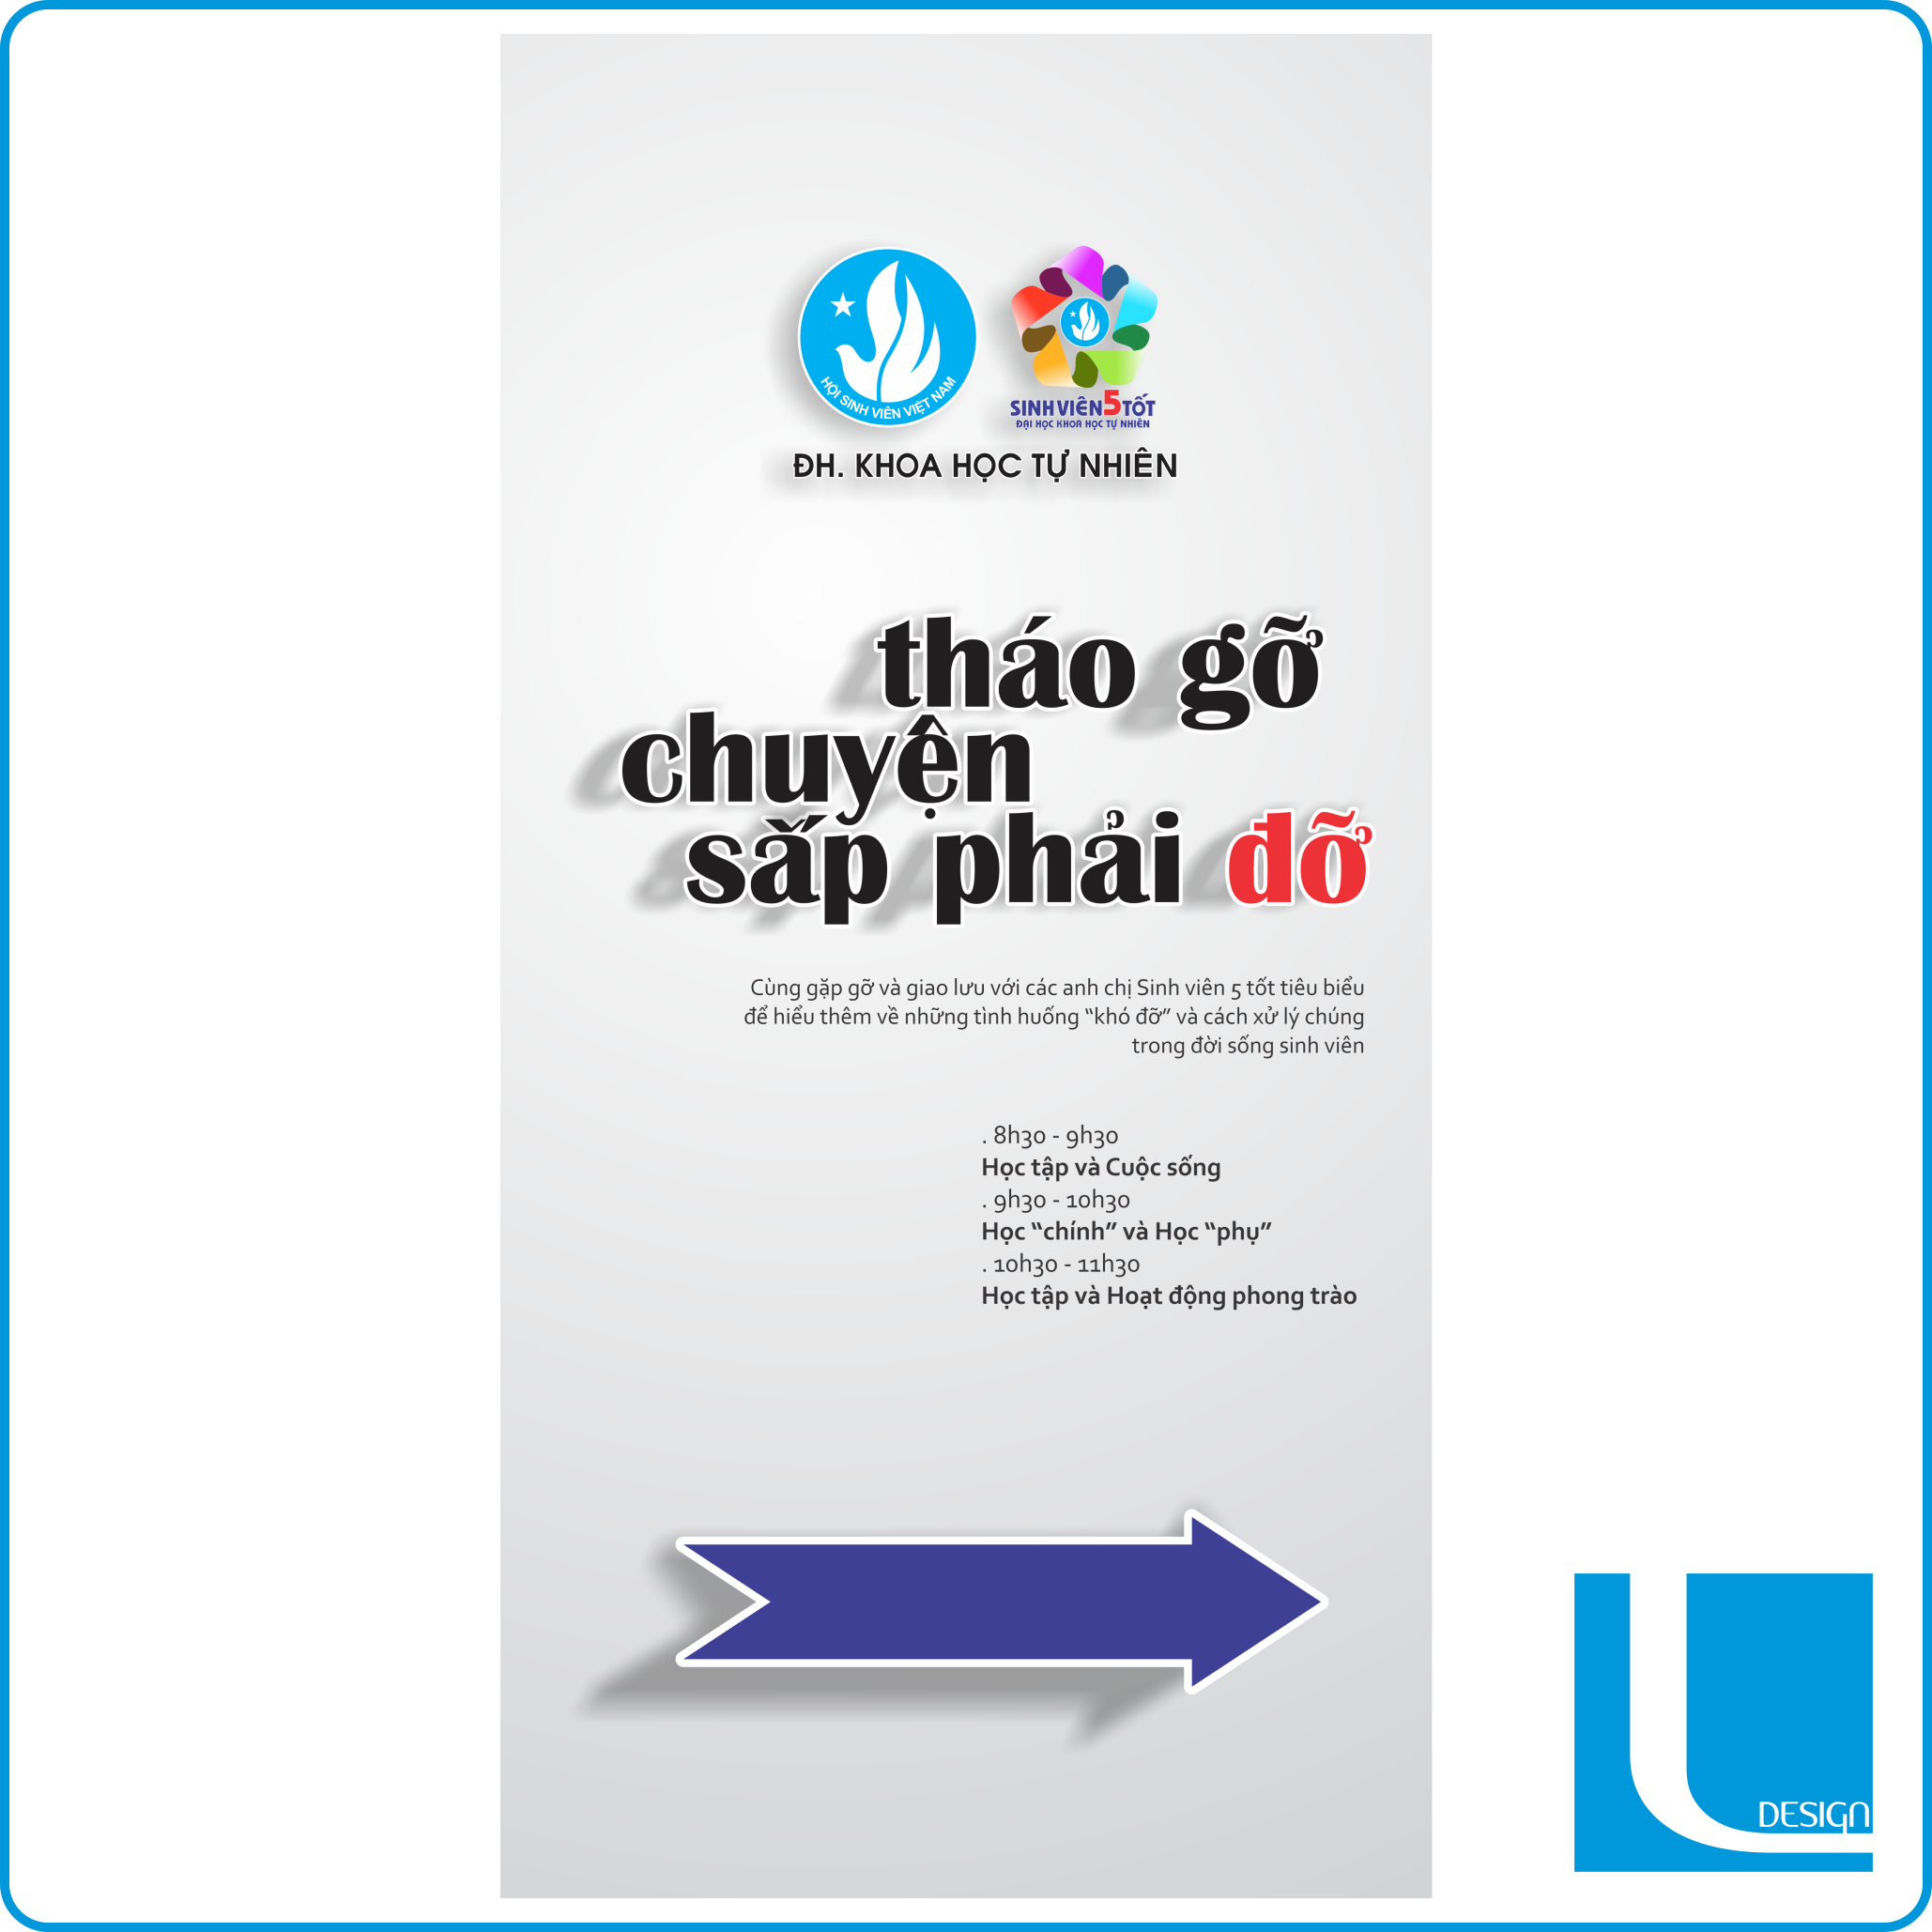 HỘI SINH VIÊN VIỆT NAM
SINH VIÊN 5 TỐT
ĐẠI HỌC KHOA HỌC TỰ NHIÊN
ĐH. KHOA HỌC TỰ NHIÊN
tháo gỡ
chuyện
sắp phải đỡ
Cùng gặp gỡ và giao lưu với các anh chị Sinh viên 5 tốt tiêu biểu
để hiểu thêm về những tình huống “khó đỡ” và cách xử lý chúng
trong đời sống sinh viên
. 8h30 - 9h30
Học tập và Cuộc sống
. 9h30 - 10h30
Học “chính” và Học “phụ”
. 10h30 - 11h30
Học tập và Hoạt động phong trào
L DESIGN